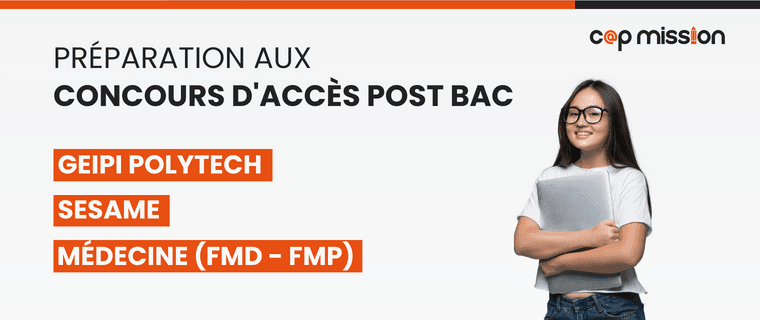 c@p mission
PRÉPARATION AUX
CONCOURS D'ACCÈS POST BAC
GEIPI POLYTECH
SESAME
MÉDECINE (FMD - FMP)